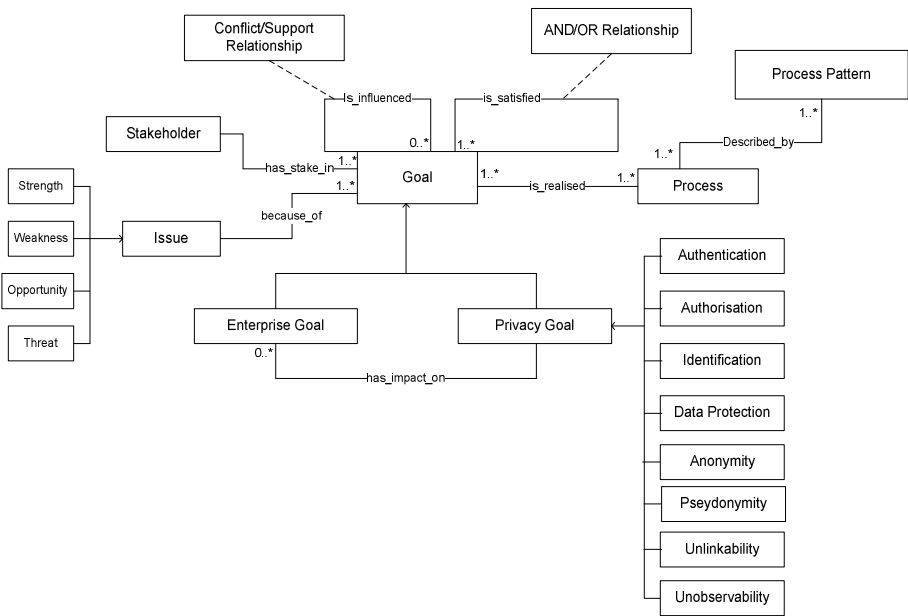 Conflict/Support
Relationship
AND/OR Relationship
Process Pattern
Is_influenced
is_satisfied
1..*
Stakeholder
0..*
1..*
Described_by
1..*
has_stake_in
1..*
Goal
1..*
is_realised
1..*
Process
Strength
1..*
because_of
Weakness
Issue
Authentication
Opportunity
Authorisation
Enterprise Goal
Privacy Goal
Threat
0..*
Identification
has_impact_on
Data Protection
Anonymity
Pseydonymity
Unlinkability
Unobservability